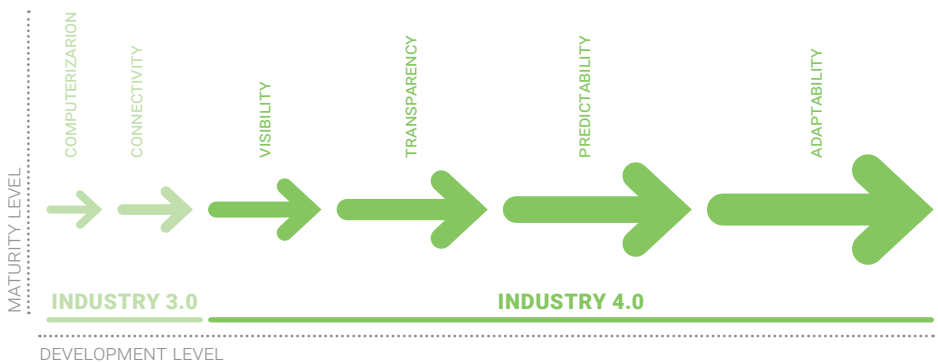 COMPUTERIZARION
CONNECTIVITY
VISIBILITY
TRANSPARENCY
PREDICTABILITY
ADAPTABILITY
MATURITY LEVEL
INDUSTRY 3.0
INDUSTRY 4.0
DEVELOPMENT LEVEL